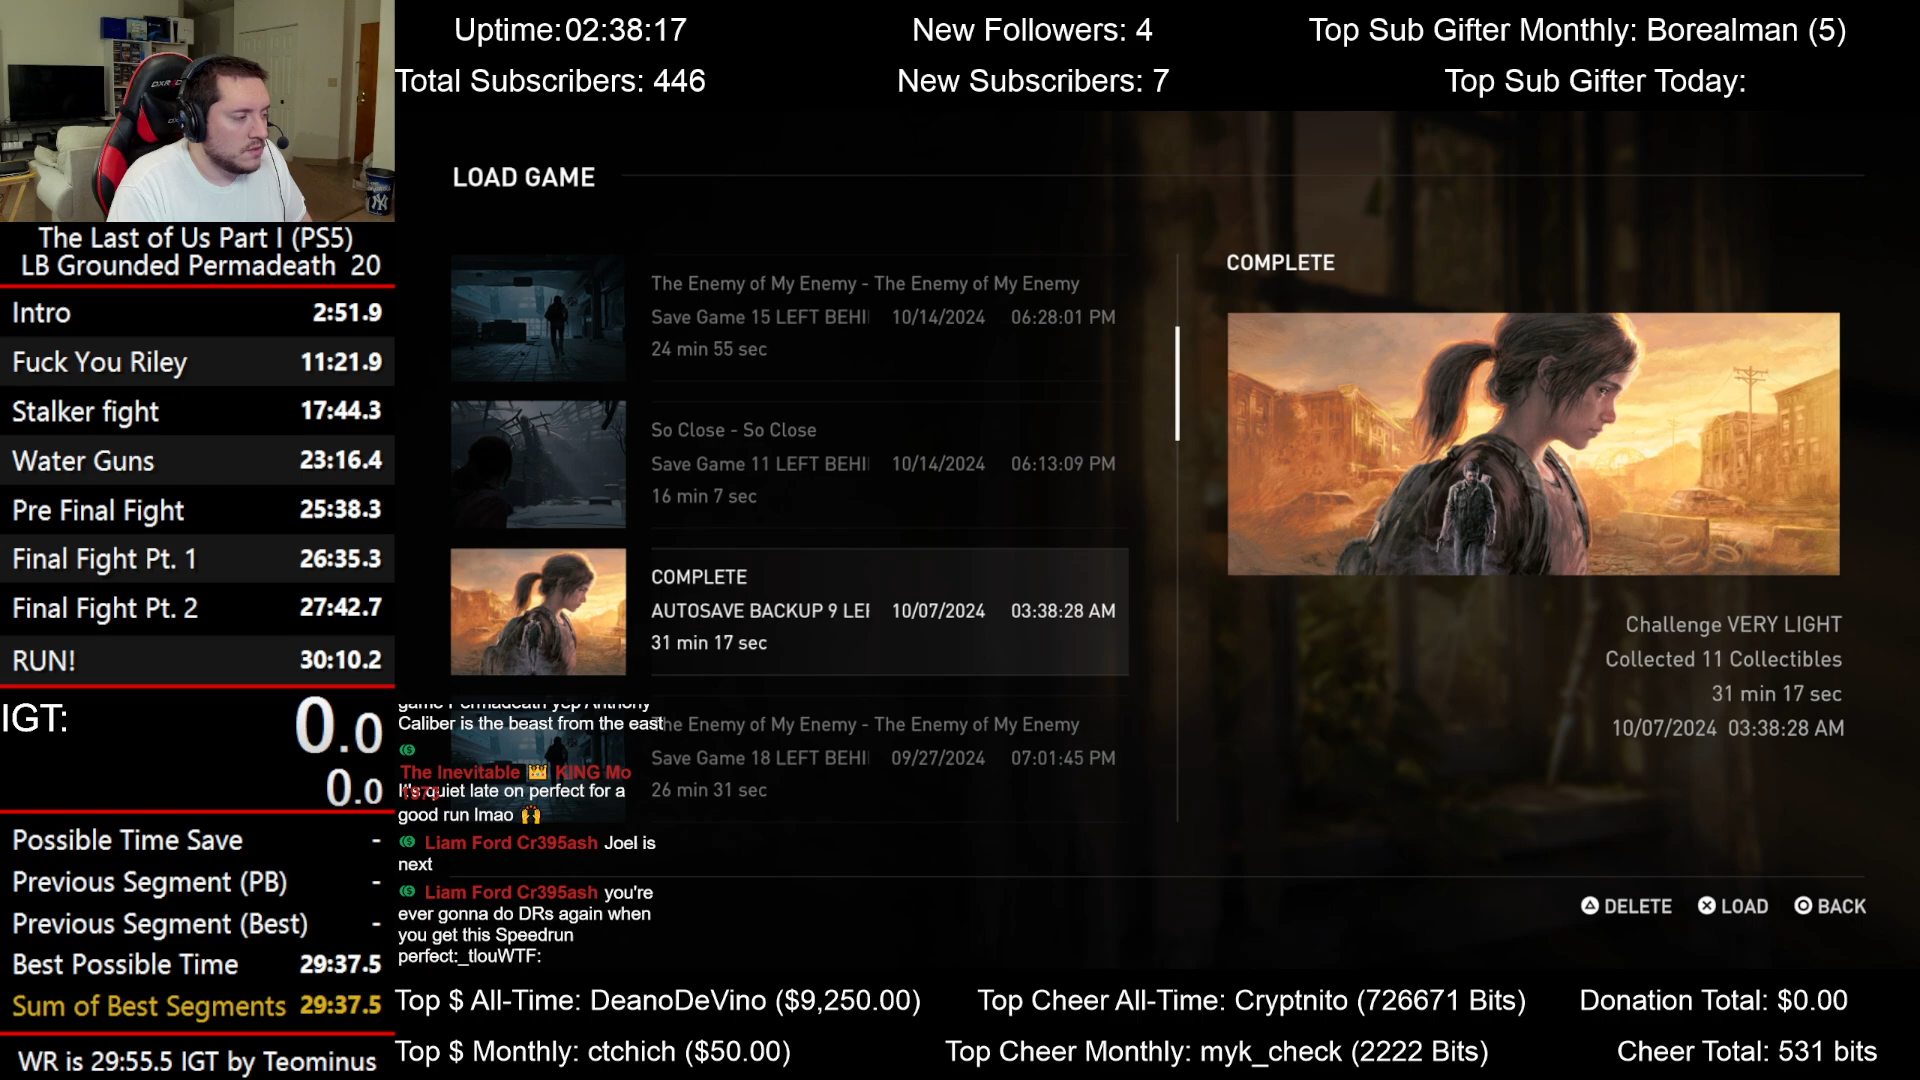 Uptime: 02:38:17
New Followers: 4
Top Sub Gifter Monthly: Borealman (5)
Total Subscribers: 446
New Subscribers: 7
Top Sub Gifter Today:
The Last of Us Part I (PS5)
LB Grounded Permadeath 20
Intro 2:51.9
Fuck You Riley 11:21.9
Stalker fight 17:44.3
Water Guns 23:16.4
Pre Final Fight 25:38.3
Final Fight Pt. 1 26:35.3
Final Fight Pt. 2 27:42.7
RUN! 30:10.2
IGT: 0.0
0.0
Possible Time Save -
Previous Segment (PB) -
Previous Segment (Best) -
Best Possible Time 29:37.5
Sum of Best Segments 29:37.5
WR is 29:55.5 IGT by Teominus
LOAD GAME
The Enemy of My Enemy - The Enemy of My Enemy
Save Game 15 LEFT BEHI 10/14/2024 06:28:01 PM
24 min 55 sec
So Close - So Close
Save Game 11 LEFT BEHI 10/14/2024 06:13:09 PM
16 min 7 sec
COMPLETE
AUTOSAVE BACKUP 9 LEI 10/07/2024 03:38:28 AM
31 min 17 sec
The Enemy of My Enemy - The Enemy of My Enemy
Save Game 18 LEFT BEHI 09/27/2024 07:01:45 PM
26 min 31 sec
game Permadeath yep Anthony
Caliber is the beast from the east
The Inevitable 👑 KING Mo
It's quiet late on perfect for a
good run lmao 🙌
Liam Ford Cr395ash Joel is
next
Liam Ford Cr395ash you're
ever gonna do DRs again when
you get this Speedrun
perfect:_tlouWTF:
COMPLETE
Challenge VERY LIGHT
Collected 11 Collectibles
31 min 17 sec
10/07/2024 03:38:28 AM
DELETE LOAD BACK
Top $ All-Time: DeanoDeVino ($9,250.00)
Top Cheer All-Time: Cryptnito (726671 Bits)
Donation Total: $0.00
Top $ Monthly: ctchich ($50.00)
Top Cheer Monthly: myk_check (2222 Bits)
Cheer Total: 531 bits